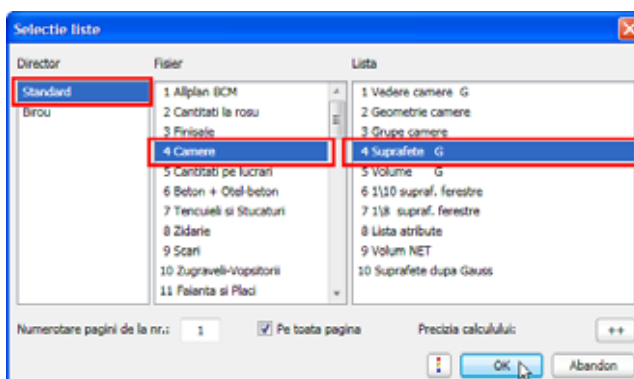 Selectie liste
Director
Standard
Birou
Fisier
1 Allplan BCM
2 Cantitati la rosu
3 Finisaje
4 Camere
5 Cantitati pe lucrari
6 Beton + Otel-beton
7 Tencuieli si Stucaturi
8 Zidarie
9 Scari
10 Zugraveli-Vopsitorii
11 Faianta si Placi
Lista
1 Vedere camere G
2 Geometrie camere
3 Grupe camere
4 Suprafete G
5 Volume G
6 1\10 supraf. ferestre
7 1\8 supraf. ferestre
8 Lista atribute
9 Volum NET
10 Suprafete dupa Gauss
Numerotare pagini de la nr.: 1 Pe toata pagina Precizia calculului: ++
OK Abandon